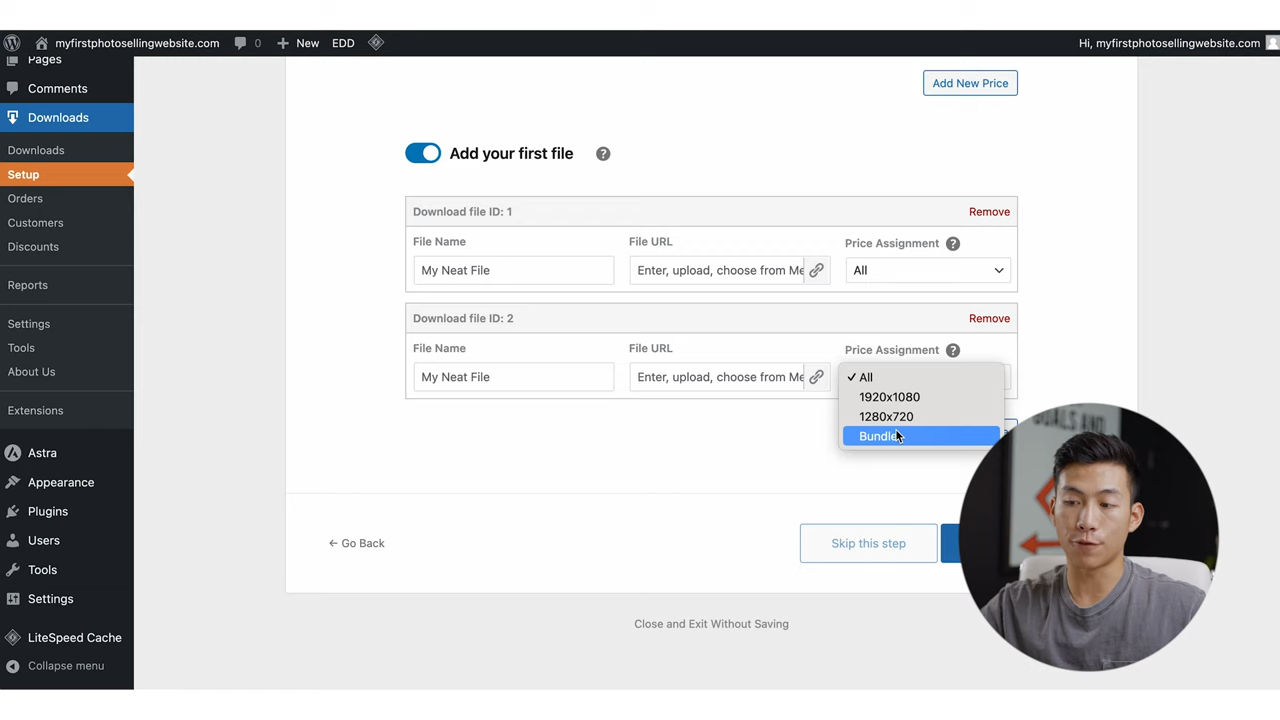 myfirstphotosellingwebsite.com 0 New EDD Hi, myfirstphotosellingwebsite.com
Pages
Comments
Downloads
Downloads
Setup
Orders
Customers
Discounts
Reports
Settings
Tools
About Us
Extensions
Astra
Appearance
Plugins
Users
Tools
Settings
LiteSpeed Cache
Collapse menu
Add New Price
Add your first file ?
Download file ID: 1 Remove
File Name File URL Price Assignment ?
My Neat File Enter, upload, choose from Me All
Download file ID: 2 Remove
File Name File URL Price Assignment ?
My Neat File Enter, upload, choose from Me ✓ All
1920x1080
1280x720
Bundle
← Go Back Skip this step
Close and Exit Without Saving